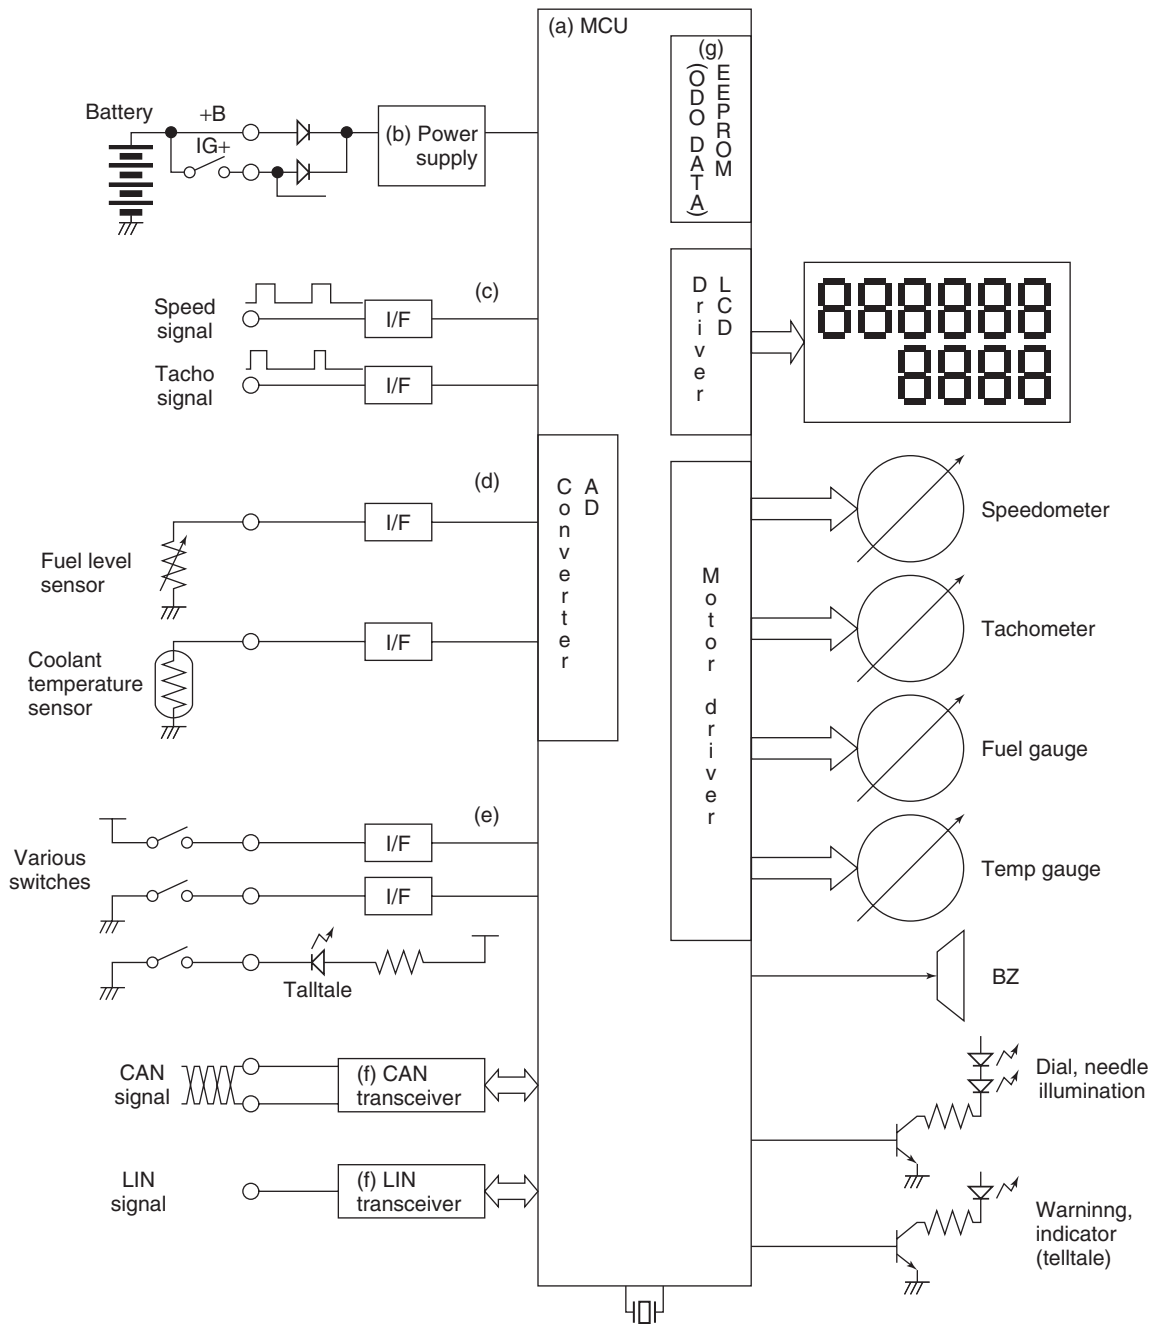 (a) MCU
(g)
EEPROM
(ODO DATA)
Battery
+B
IG+
(b) Power
supply
Speed
signal
(c)
I/F
Tacho
signal
I/F
LCD
Driver
(d)
AD
Converter
I/F
Fuel level
sensor
I/F
Coolant
temperature
sensor
Motor driver
Speedometer
Tachometer
Fuel gauge
Temp gauge
(e)
I/F
Various
switches
I/F
Talltale
BZ
CAN
signal
(f) CAN
transceiver
LIN
signal
(f) LIN
transceiver
Dial, needle
illumination
Warninng,
indicator
(telltale)
888888
8888